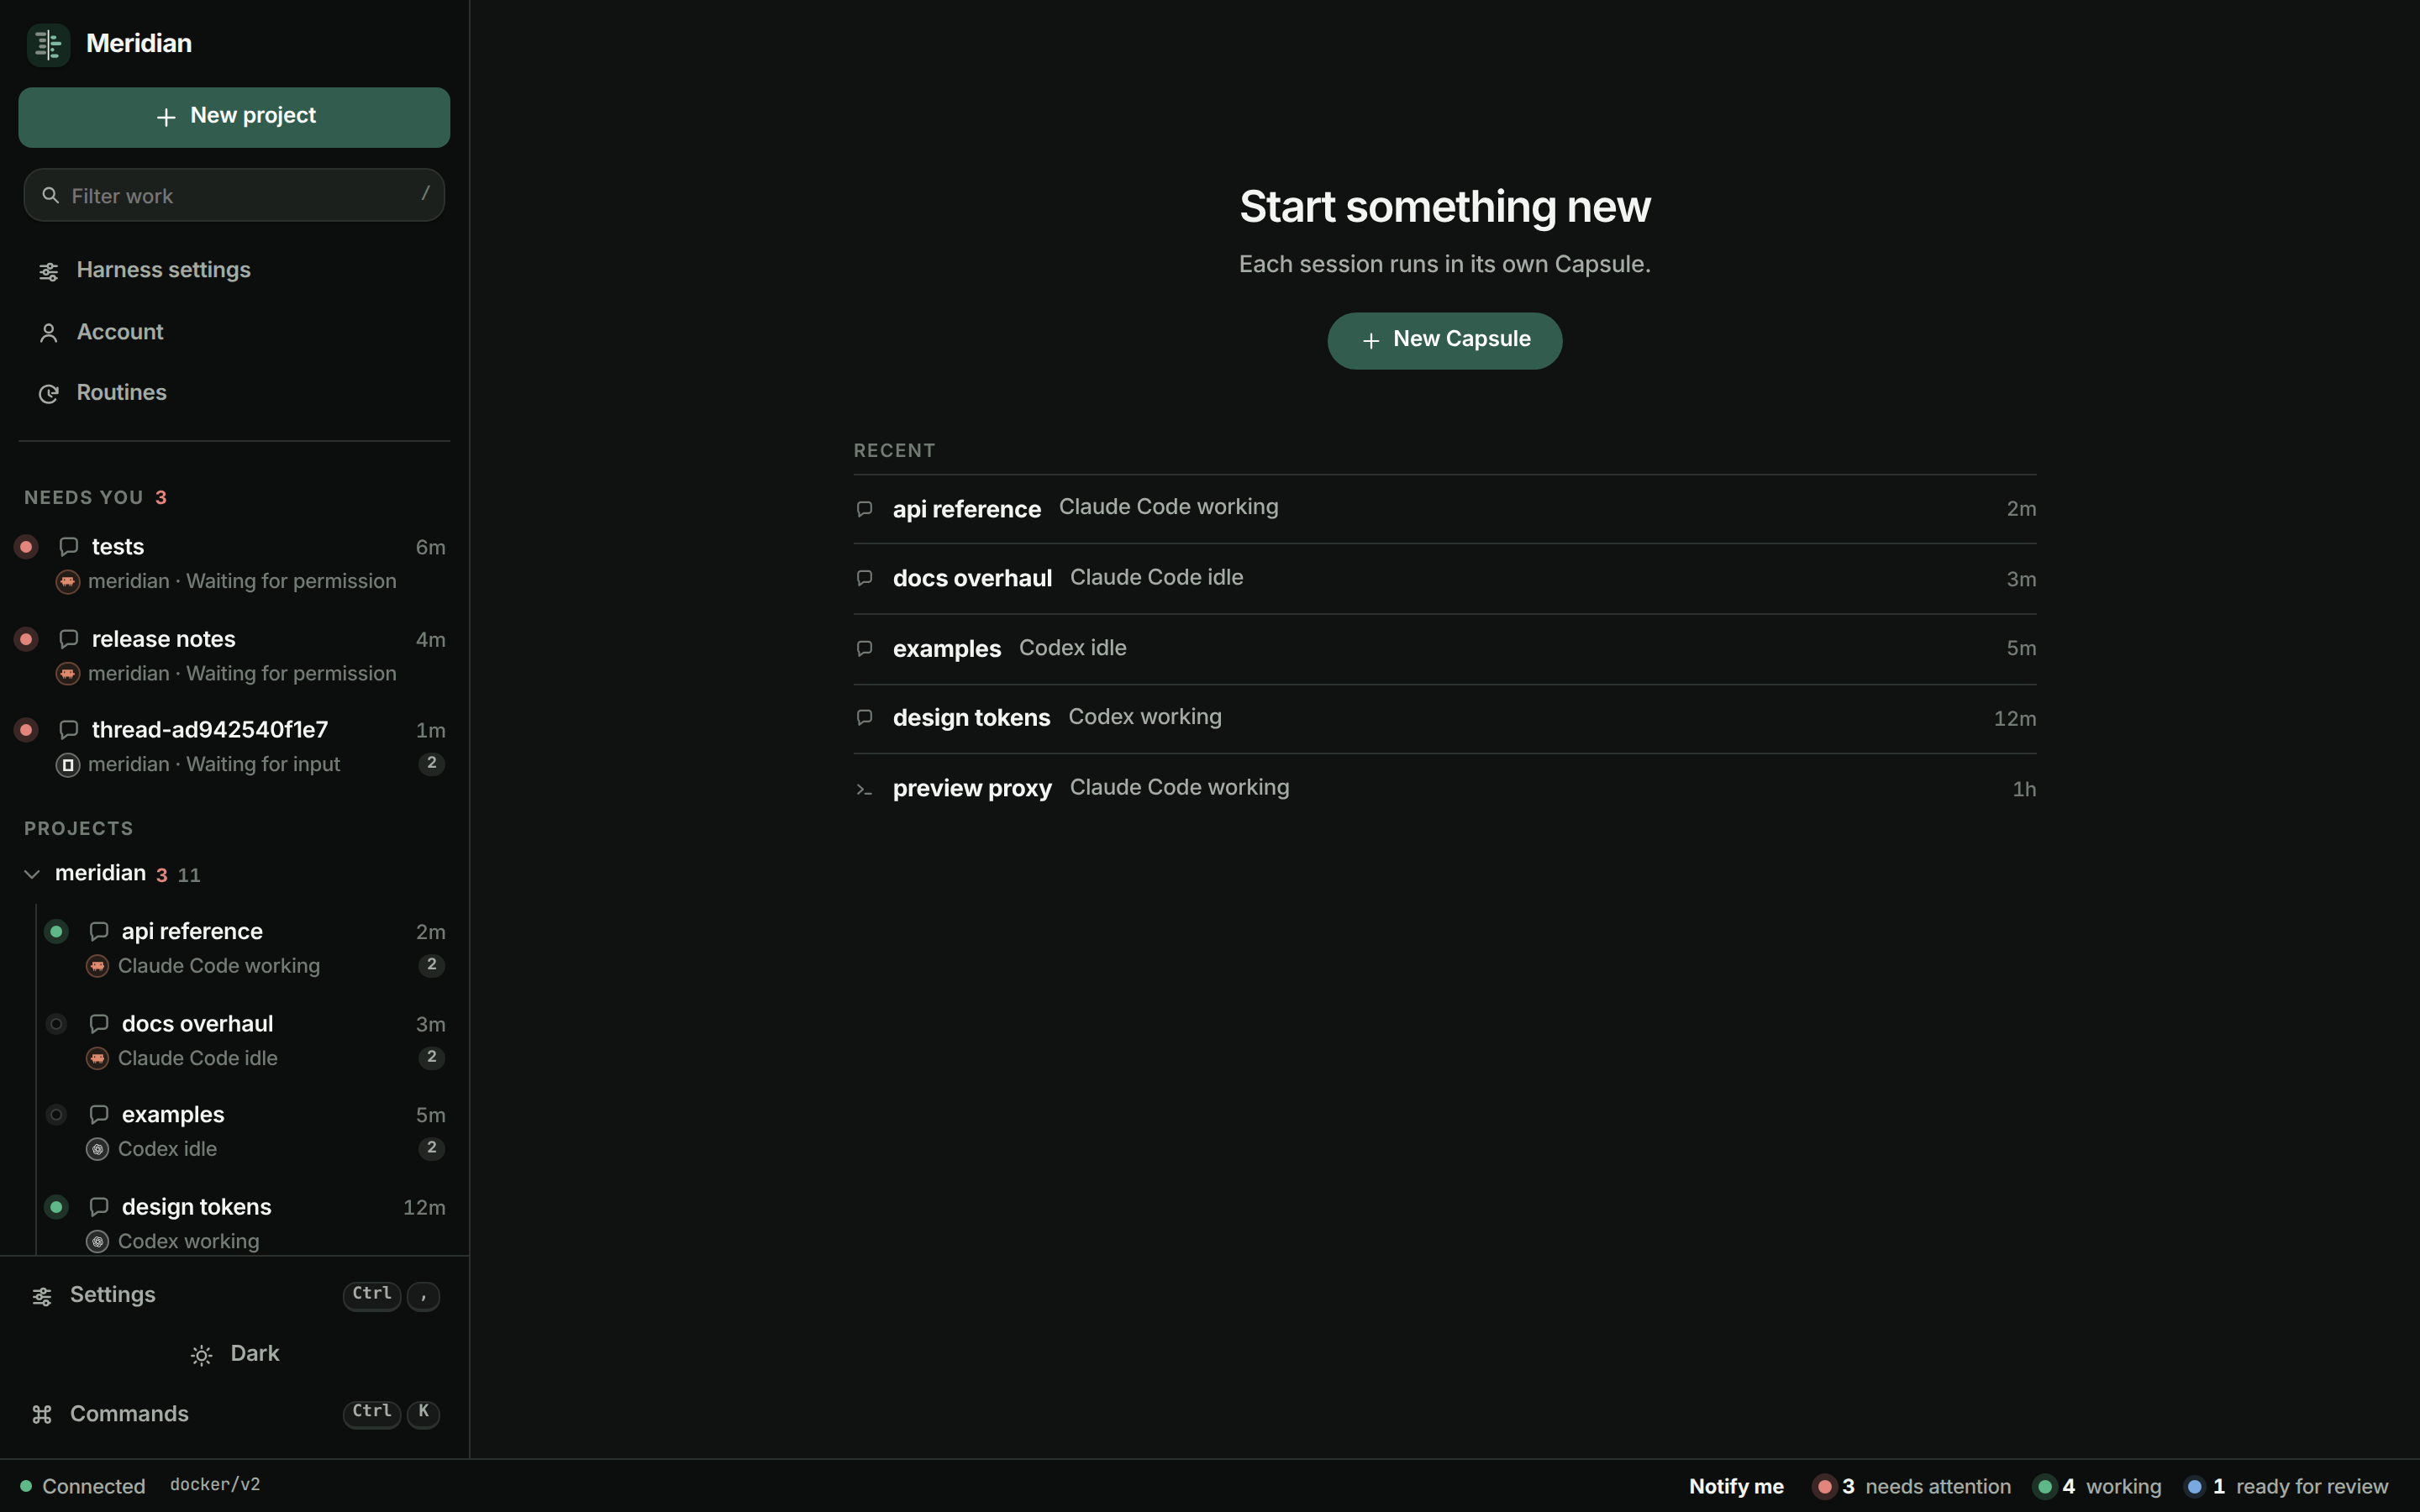 Meridian
New project
Filter work /
Harness settings
Account
Routines
NEEDS YOU 3
tests 6m
meridian · Waiting for permission
release notes 4m
meridian · Waiting for permission
thread-ad942540f1e7 1m
meridian · Waiting for input 2
PROJECTS
meridian 3 11
api reference 2m
Claude Code working 2
docs overhaul 3m
Claude Code idle 2
examples 5m
Codex idle 2
design tokens 12m
Codex working
Settings Ctrl ,
Dark
Commands Ctrl K
Start something new
Each session runs in its own Capsule.
New Capsule
RECENT
api reference Claude Code working 2m
docs overhaul Claude Code idle 3m
examples Codex idle 5m
design tokens Codex working 12m
preview proxy Claude Code working 1h
Connected docker/v2 Notify me 3 needs attention 4 working 1 ready for review